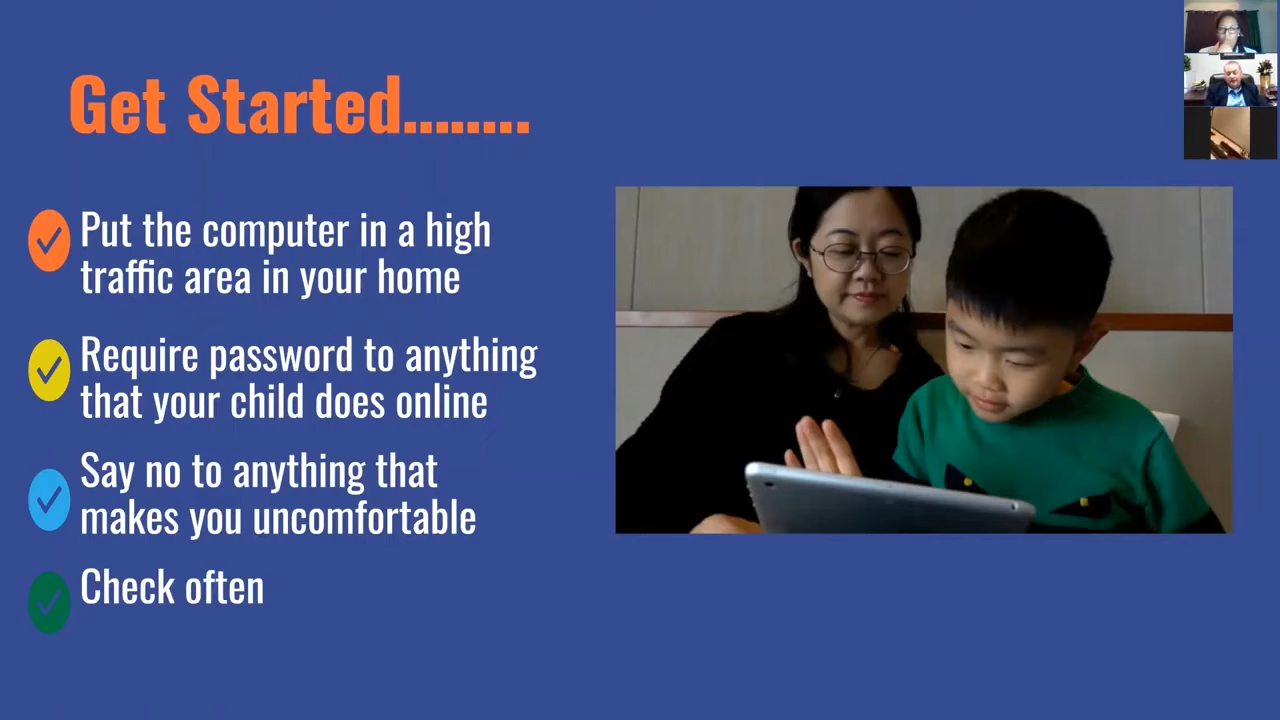 Get Started........
Put the computer in a high
traffic area in your home
Require password to anything
that your child does online
Say no to anything that
makes you uncomfortable
Check often